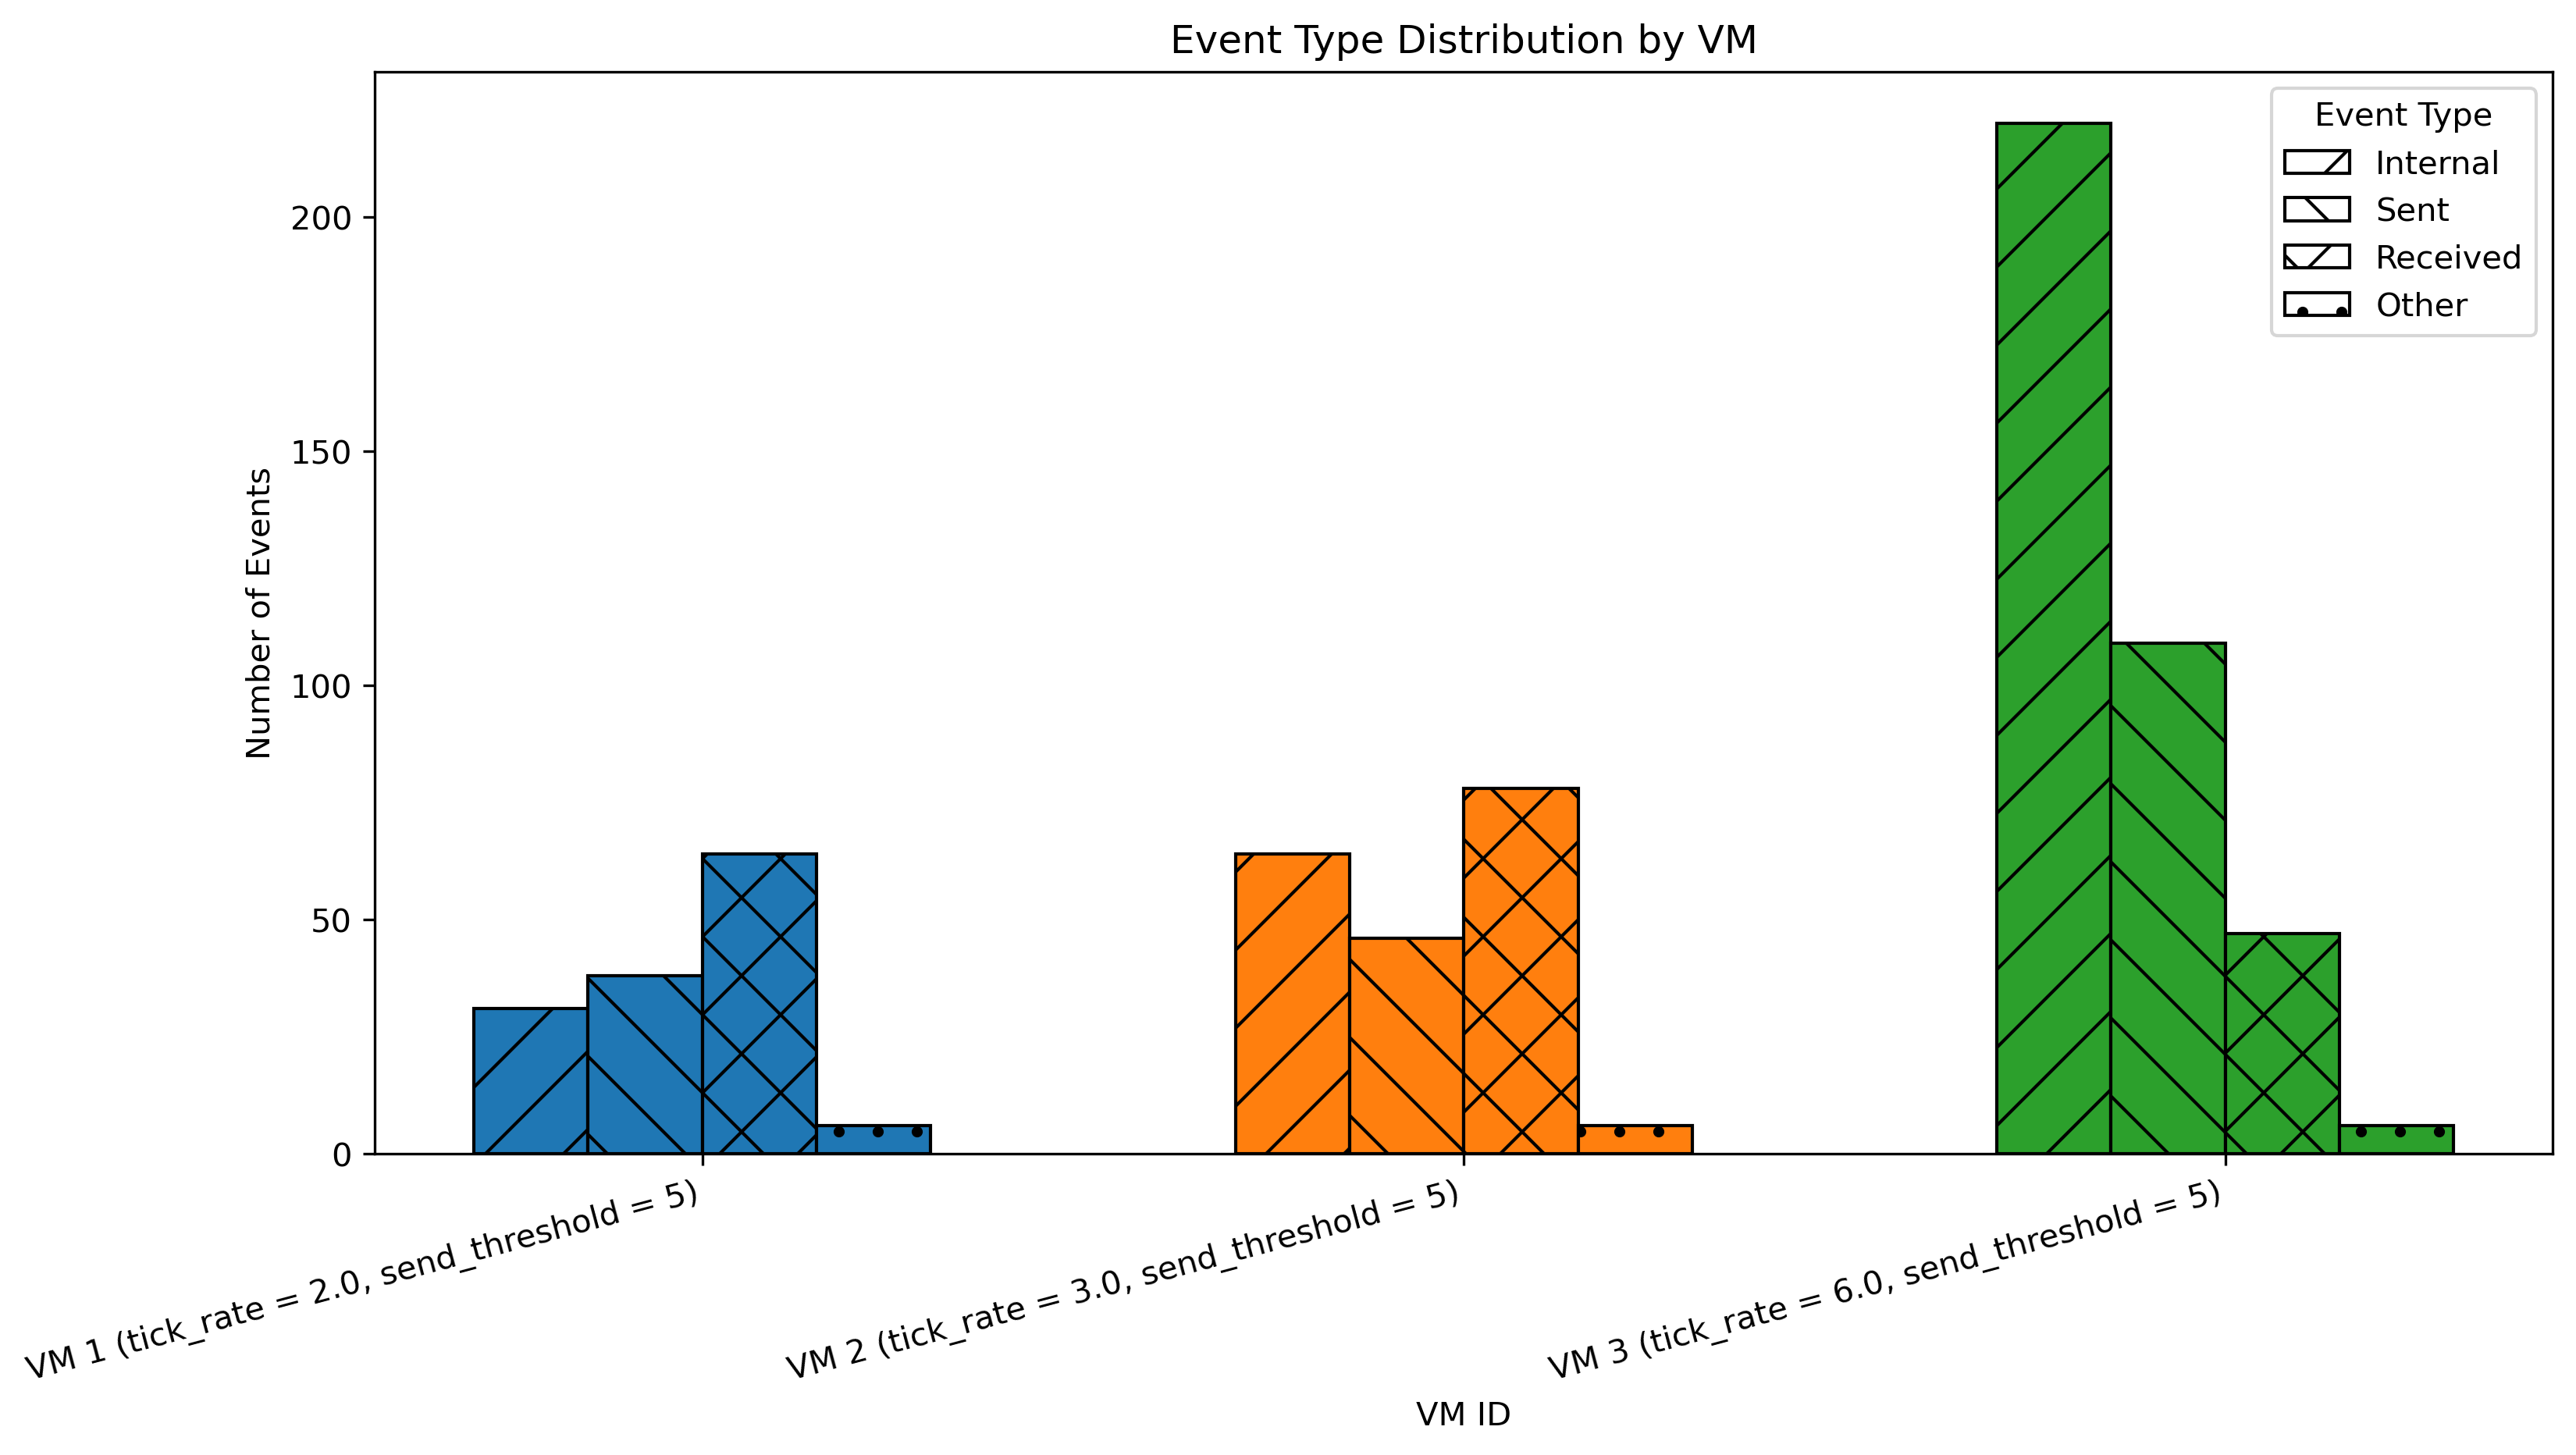 Event Type Distribution by VM
Event Type
Internal
Sent
Received
Other
Number of Events
200
150
100
50
0
VM 1 (tick_rate = 2.0, send_threshold = 5)
VM 2 (tick_rate = 3.0, send_threshold = 5)
VM 3 (tick_rate = 6.0, send_threshold = 5)
VM ID